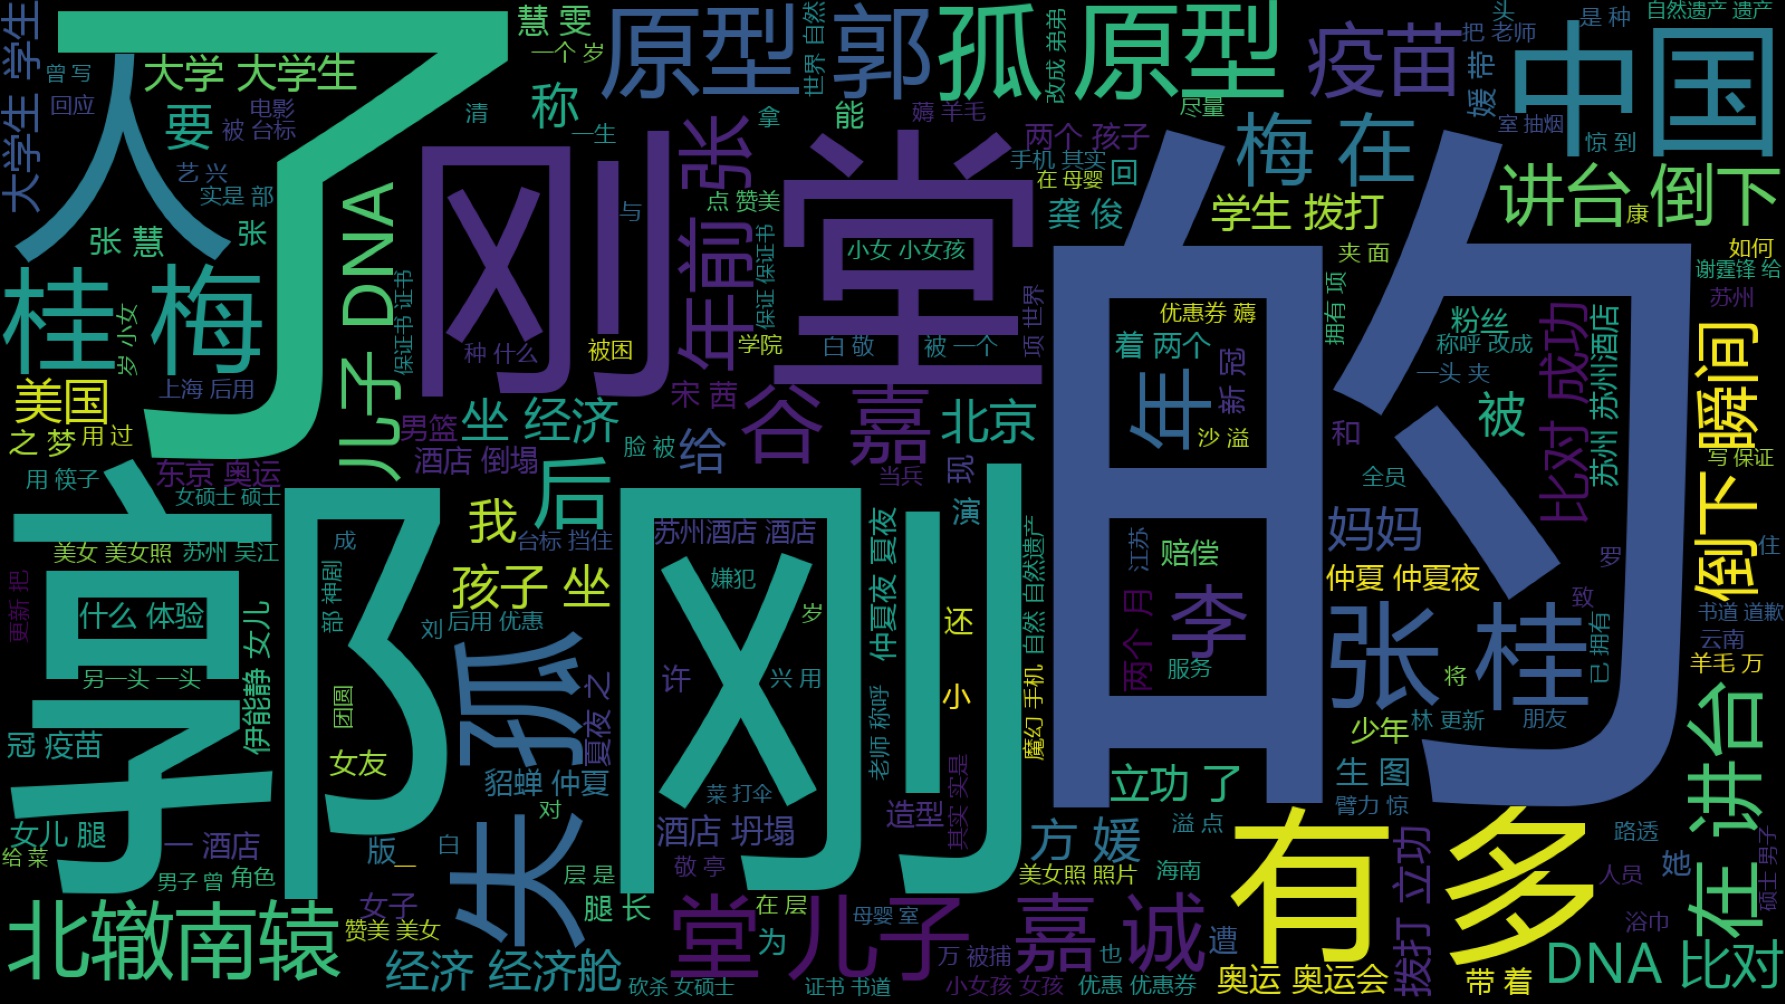 了
的
郭 刚
刚 堂
人
桂 梅
大学 大学生
慧 雯
一个 岁
原型 郭
孤 原型
世界 自然
改成 弟弟
疫苗
中国
头
把 老师
是 种
自然遗产 遗产
媛 带
室 抽烟
惊 到
大学生 学生
曾 写
回应
要
电影
被 台标
艺 兴
实是 部
张
张 慧
清
称
一生
拿
能
薅 羊毛
两个 孩子
尽量
手机 其实
在 母婴
回
龚 俊
梅 在
学生 拨打
讲台 倒下
康
如何
谢霆锋 给
苏州
夹 面
拥有 项
张
年前
点 赞美
与
小女 小女孩
保证 保证书
保证书 证书
儿子 DNA
岁 小女
上海 后用
美国
之 梦
用 过
种 什么
被困
学院
白 敬
被 一个
项 世界
优惠券 薅
着 两个
年
新 冠
沙 溢
粉丝
称呼 改成
一头 夹
被
和
比对 成功
苏州 苏州酒店
倒下 瞬间
写 保证
宋 茜
谷 嘉
北京
男篮
坐 经济
酒店 倒塌
脸 被
给
当兵
现
演
用 筷子
东京 奥运
女硕士 硕士
美女 美女照
苏州 吴江
成
后
我
台标 挡住
孩子 坐
后用 优惠
刘
苏州酒店 酒店
嫌犯
岁
仲夏夜 夏夜
还
小
自然 自然遗产
全员
妈妈
江苏
赔偿
仲夏 仲夏夜
罗
住
致
书道 道歉
云南
羊毛 万
更新 把
什么 体验
部 神剧
另一头 一头
伊能静 女儿
团圆
女友
冠 疫苗
女儿 腿
给 菜
一 酒店
男子 曾
角色
版
一
白
孤
失
夏夜 之
貂蝉 仲夏
对
许
兴 用
菜 打伞
酒店 坍塌
敬 亭
老师 称呼
造型
其实 实是
魔幻 手机
两个 月
李
服务
张 桂
已 拥有
将
少年
林 更新
朋友
立功 了
生 图
臂力 惊
方 媛
溢 点
美女照 照片
海南
有 多
拨打 立功
路透
她
人员
浴巾
在 讲台
硕士 男子
北辙南辕
女子
赞美 美女
经济 经济舱
层 是
腿 长
砍杀 女硕士
堂 儿子
在 层
为
母婴 室
证书 书道
嘉 诚
万 被捕
也
遭
小女孩 女孩
优惠 优惠券
奥运 奥运会
带 着
DNA 比对